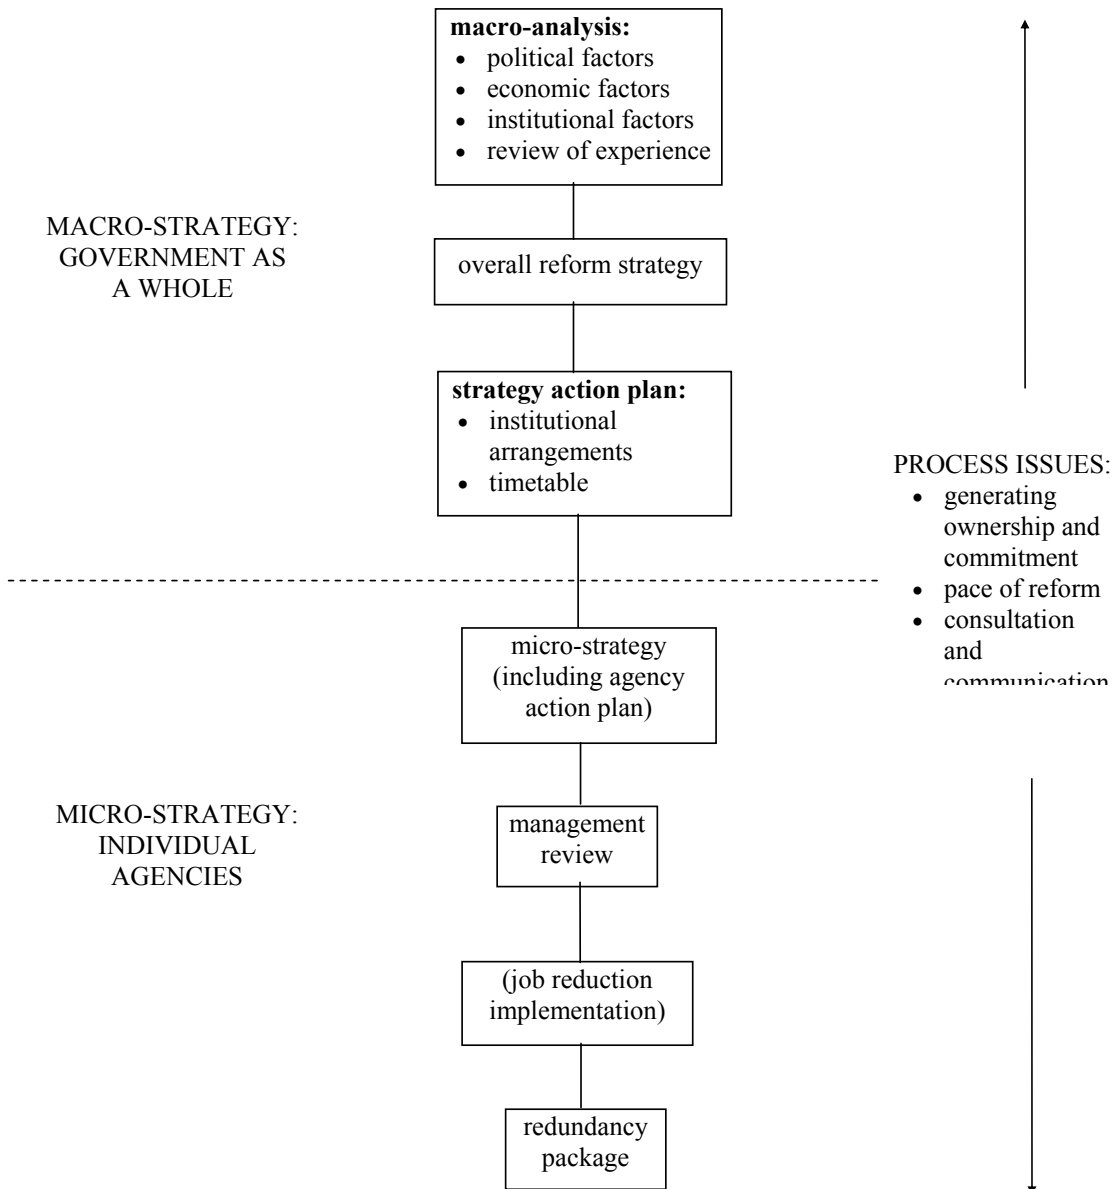 macro-analysis:
• political factors
• economic factors
• institutional factors
• review of experience
MACRO-STRATEGY:
GOVERNMENT AS
A WHOLE
overall reform strategy
strategy action plan:
• institutional
arrangements
• timetable
PROCESS ISSUES:
• generating
ownership and
commitment
• pace of reform
• consultation
and
communication
micro-strategy
(including agency
action plan)
MICRO-STRATEGY:
INDIVIDUAL
AGENCIES
management
review
(job reduction
implementation)
redundancy
package